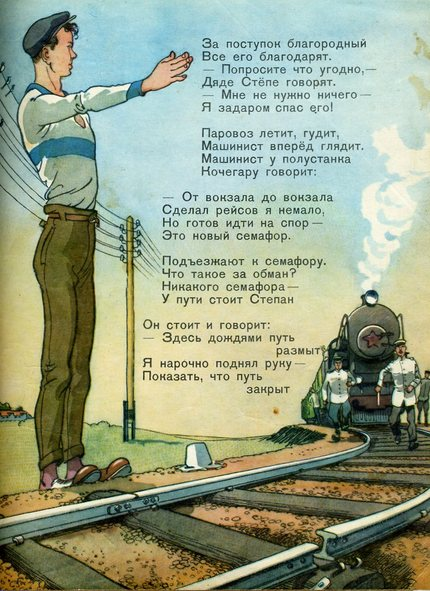 За поступок благородный
Все его благодарят.
— Попросите что угодно,—
Дяде Стёпе говорят.
— Мне не нужно ничего —
Я задаром спас его!
Паровоз летит, гудит,
Машинист вперёд глядит.
Машинист у полустанка
Кочегару говорит:
— От вокзала до вокзала
Сделал рейсов я немало,
Но готов идти на спор —
Это новый семафор.
Подъезжают к семафору.
Что такое за обман?
Никакого семафора —
У пути стоит Степан
Он стоит и говорит:
— Здесь дождями путь
размыт
Я нарочно поднял руку —
Показать, что путь
закрыт